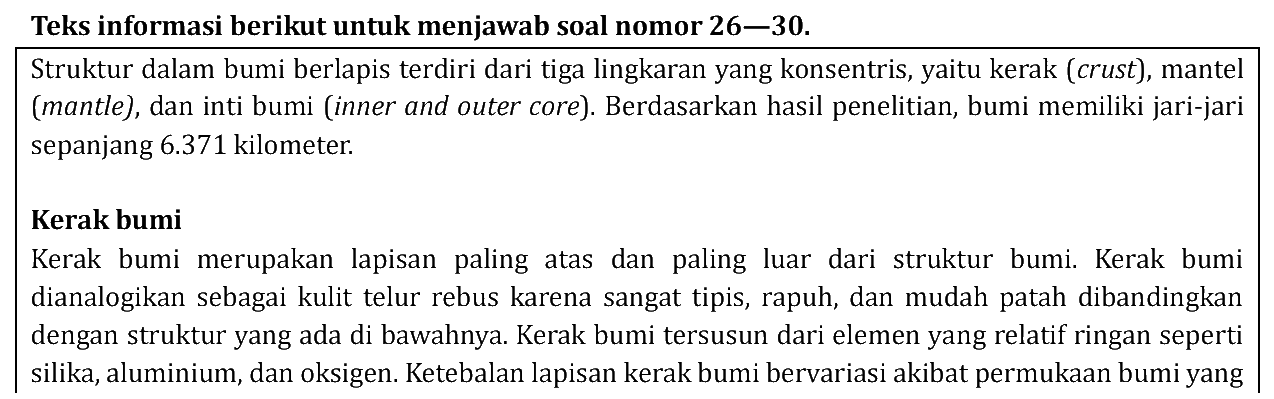 Teks informasi berikut untuk menjawab soal nomor 26—30.
Struktur dalam bumi berlapis terdiri dari tiga lingkaran yang konsentris, yaitu kerak (crust), mantel
(mantle), dan inti bumi (inner and outer core). Berdasarkan hasil penelitian, bumi memiliki jari-jari
sepanjang 6.371 kilometer.
Kerak bumi
Kerak bumi merupakan lapisan paling atas dan paling luar dari struktur bumi. Kerak bumi
dianalogikan sebagai kulit telur rebus karena sangat tipis, rapuh, dan mudah patah dibandingkan
dengan struktur yang ada di bawahnya. Kerak bumi tersusun dari elemen yang relatif ringan seperti
silika, aluminium, dan oksigen. Ketebalan lapisan kerak bumi bervariasi akibat permukaan bumi yang